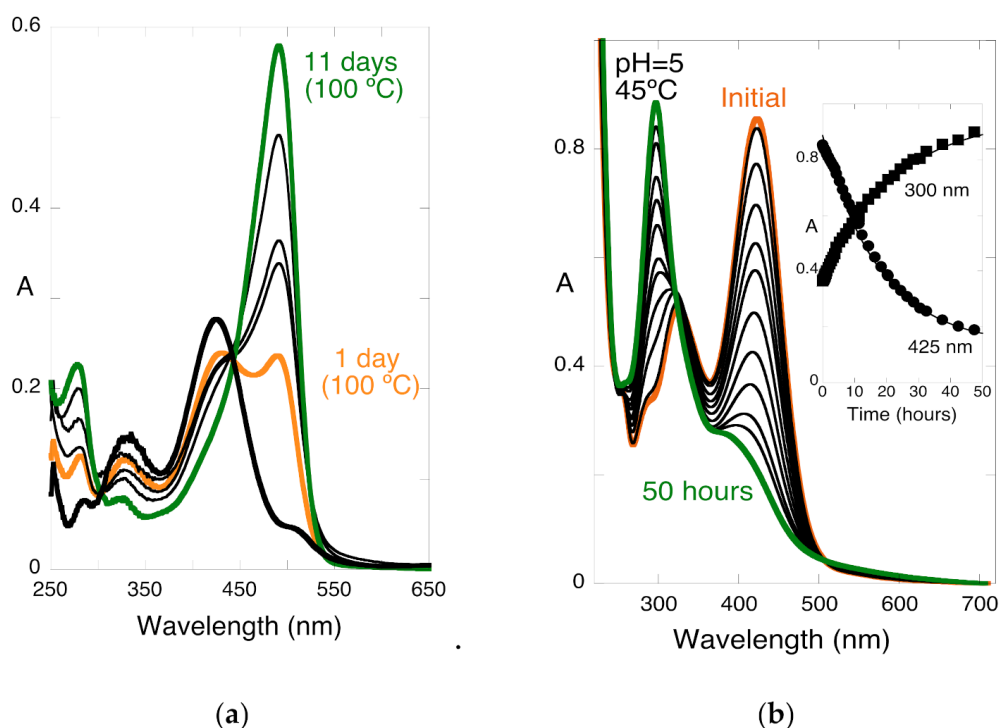 0.6
11 days
(100 ºC)
0.4
A
1 day
(100 ºC)
0.2
0
250 350 450 550 650
Wavelength (nm)
.
(a)
pH=5
45ºC
Initial
0.8
A
0.4
50 hours
0
300 400 500 600 700
Wavelength (nm)
0.8
300 nm
A
0.4
425 nm
0
0 10 20 30 40 50
Time (hours)
(b)